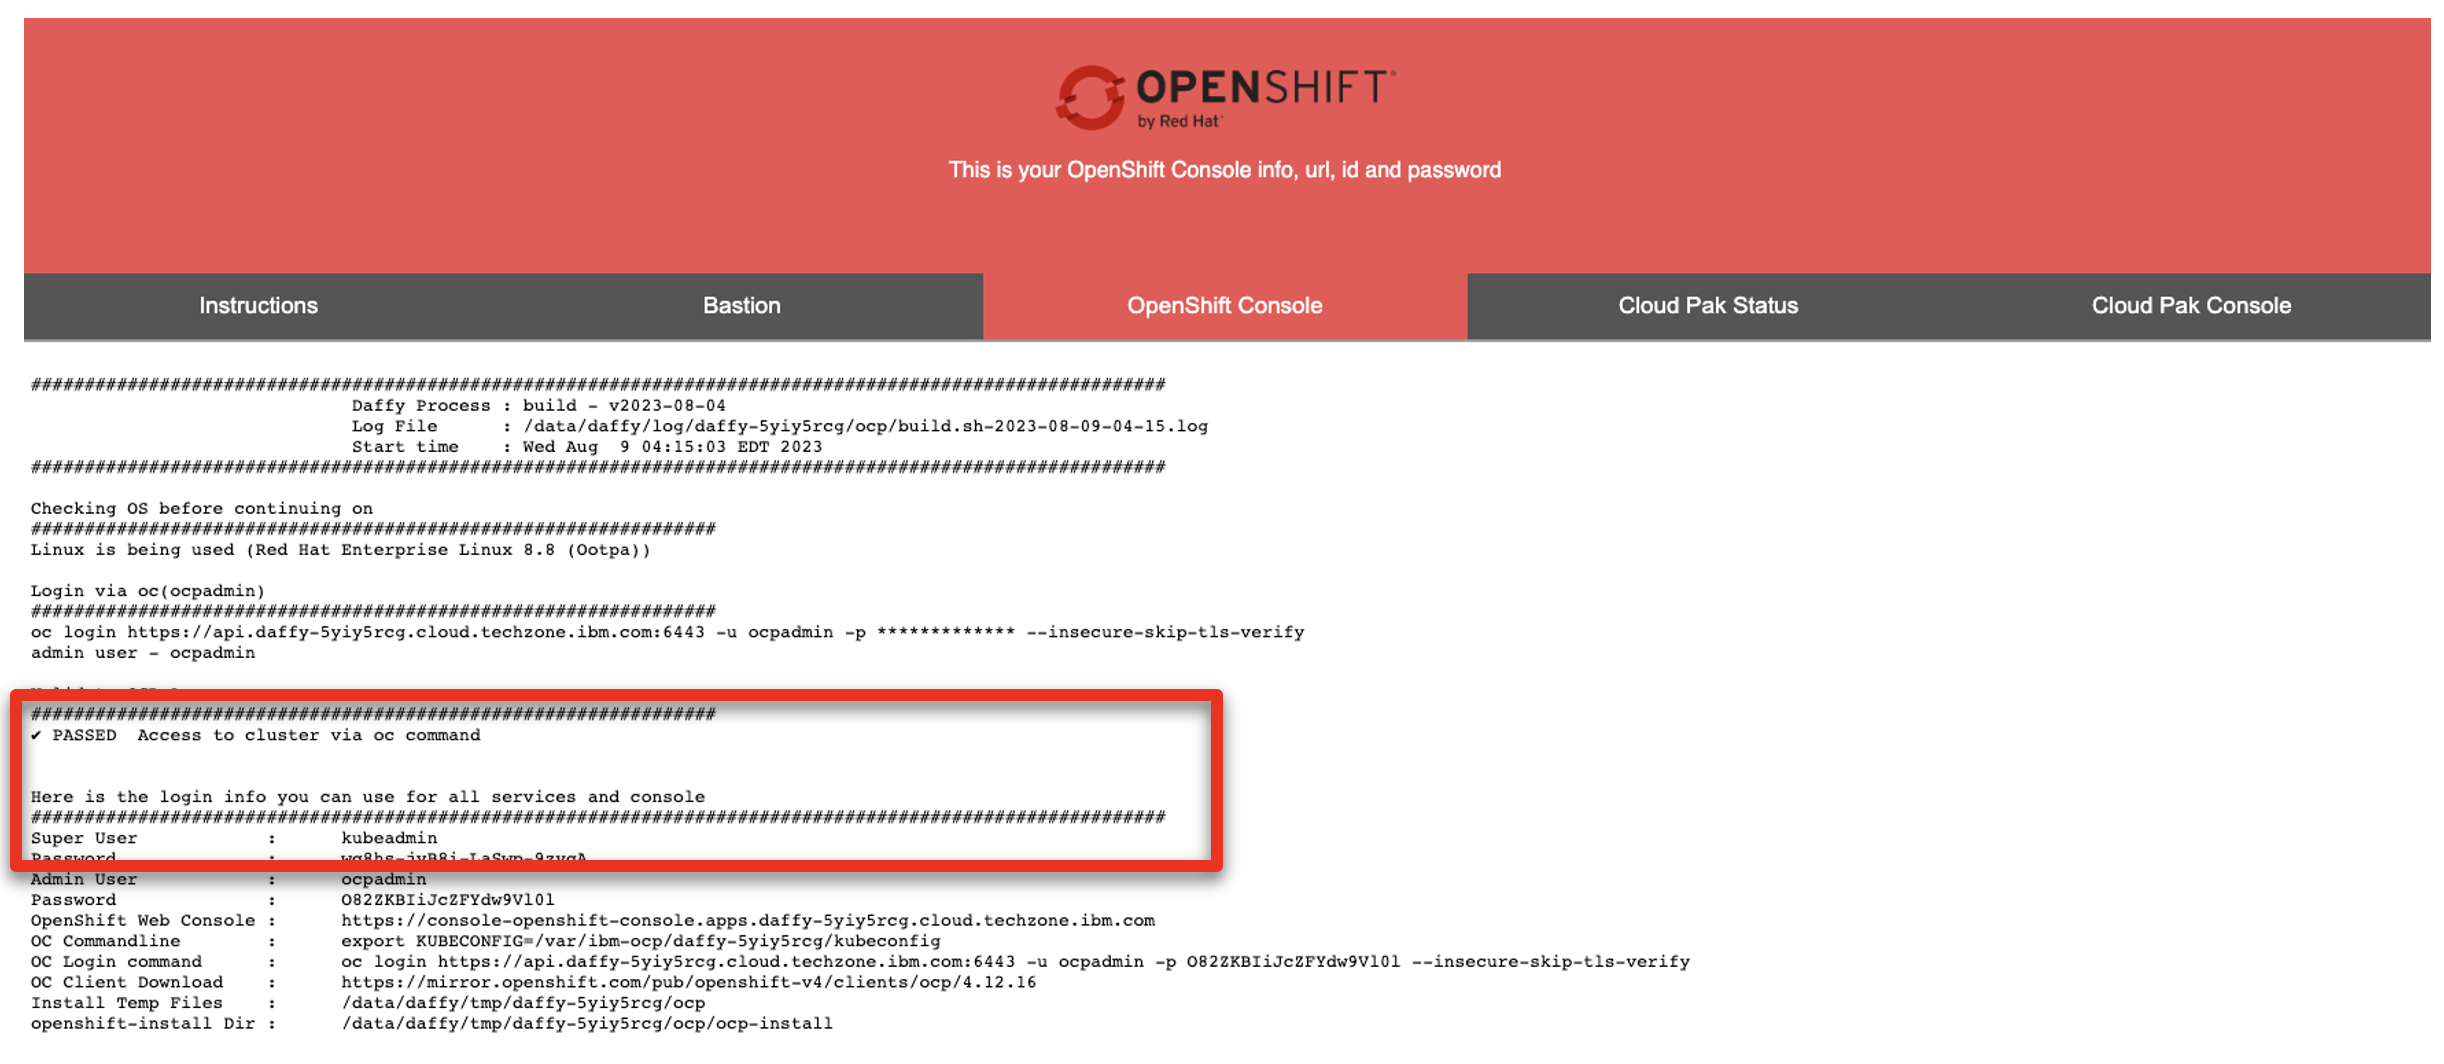 OPENSHIFT
by Red Hat
This is your OpenShift Console info, url, id and password
Instructions
Bastion
OpenShift Console
Cloud Pak Status
Cloud Pak Console
##########################################################################################################
Daffy Process : build - v2023-08-04
Log File : /data/daffy/log/daffy-5yiy5rcg/ocp/build.sh-2023-08-09-04-15.log
Start time : Wed Aug 9 04:15:03 EDT 2023
##########################################################################################################
Checking OS before continuing on
################################################################
Linux is being used (Red Hat Enterprise Linux 8.8 (Ootpa))
Login via oc(ocpadmin)
################################################################
oc login https://api.daffy-5yiy5rcg.cloud.techzone.ibm.com:6443 -u ocpadmin -p ************* --insecure-skip-tls-verify
admin user - ocpadmin
################################################################
✔ PASSED Access to cluster via oc command
Here is the login info you can use for all services and console
##########################################################################################################
Super User : kubeadmin
Password :
Admin User : ocpadmin
Password : O82ZKBIiJcZFYdw9Vl0l
OpenShift Web Console : https://console-openshift-console.apps.daffy-5yiy5rcg.cloud.techzone.ibm.com
OC Commandline : export KUBECONFIG=/var/ibm-ocp/daffy-5yiy5rcg/kubeconfig
OC Login command : oc login https://api.daffy-5yiy5rcg.cloud.techzone.ibm.com:6443 -u ocpadmin -p O82ZKBIiJcZFYdw9Vl0l --insecure-skip-tls-verify
OC Client Download : https://mirror.openshift.com/pub/openshift-v4/clients/ocp/4.12.16
Install Temp Files : /data/daffy/tmp/daffy-5yiy5rcg/ocp
openshift-install Dir : /data/daffy/tmp/daffy-5yiy5rcg/ocp/ocp-install